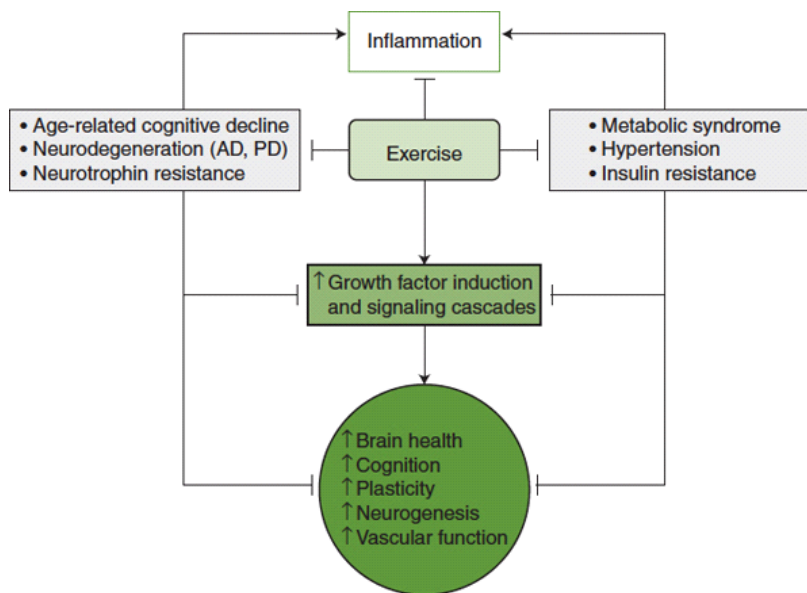 Inflammation
• Age-related cognitive decline
• Neurodegeneration (AD, PD)
• Neurotrophin resistance
Exercise
• Metabolic syndrome
• Hypertension
• Insulin resistance
↑ Growth factor induction
and signaling cascades
↑ Brain health
↑ Cognition
↑ Plasticity
↑ Neurogenesis
↑ Vascular function